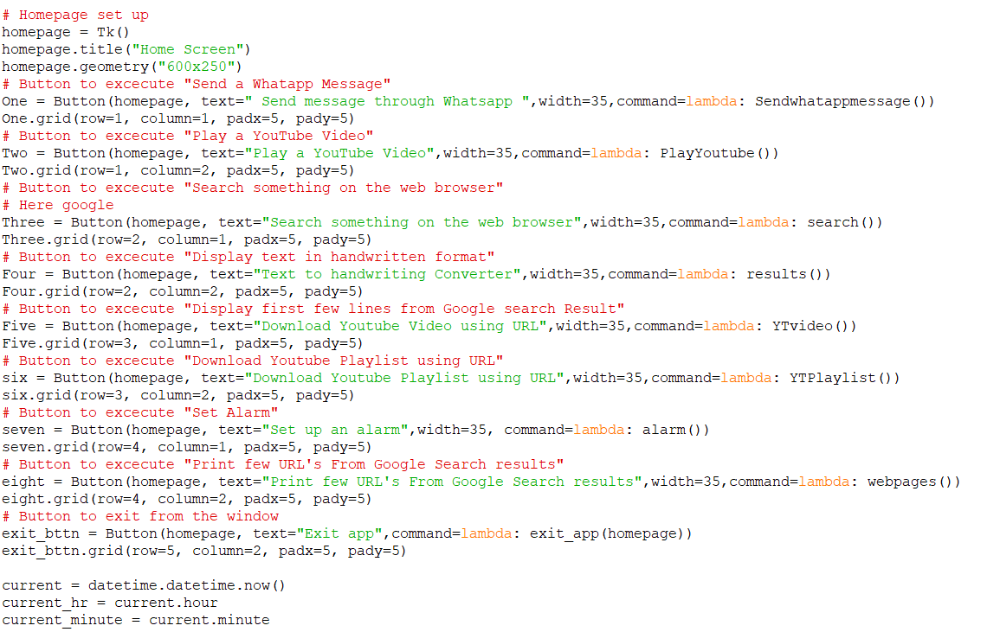 # Homepage set up
homepage = Tk()
homepage.title("Home Screen")
homepage.geometry("600x250")
# Button to excecute "Send a Whatapp Message"
One = Button(homepage, text=" Send message through Whatsapp ",width=35,command=lambda: Sendwhatappmessage())
One.grid(row=1, column=1, padx=5, pady=5)
# Button to excecute "Play a YouTube Video"
Two = Button(homepage, text="Play a YouTube Video",width=35,command=lambda: PlayYoutube())
Two.grid(row=1, column=2, padx=5, pady=5)
# Button to excecute "Search something on the web browser"
# Here google
Three = Button(homepage, text="Search something on the web browser",width=35,command=lambda: search())
Three.grid(row=2, column=1, padx=5, pady=5)
# Button to excecute "Display text in handwritten format"
Four = Button(homepage, text="Text to handwriting Converter",width=35,command=lambda: results())
Four.grid(row=2, column=2, padx=5, pady=5)
# Button to excecute "Display first few lines from Google search Result"
Five = Button(homepage, text="Download Youtube Video using URL",width=35,command=lambda: YTvideo())
Five.grid(row=3, column=1, padx=5, pady=5)
# Button to excecute "Download Youtube Playlist using URL"
six = Button(homepage, text="Download Youtube Playlist using URL",width=35,command=lambda: YTPlaylist())
six.grid(row=3, column=2, padx=5, pady=5)
# Button to excecute "Set Alarm"
seven = Button(homepage, text="Set up an alarm",width=35, command=lambda: alarm())
seven.grid(row=4, column=1, padx=5, pady=5)
# Button to excecute "Print few URL's From Google Search results"
eight = Button(homepage, text="Print few URL's From Google Search results",width=35,command=lambda: webpages())
eight.grid(row=4, column=2, padx=5, pady=5)
# Button to exit from the window
exit_bttn = Button(homepage, text="Exit app",command=lambda: exit_app(homepage))
exit_bttn.grid(row=5, column=2, padx=5, pady=5)
current = datetime.datetime.now()
current_hr = current.hour
current_minute = current.minute